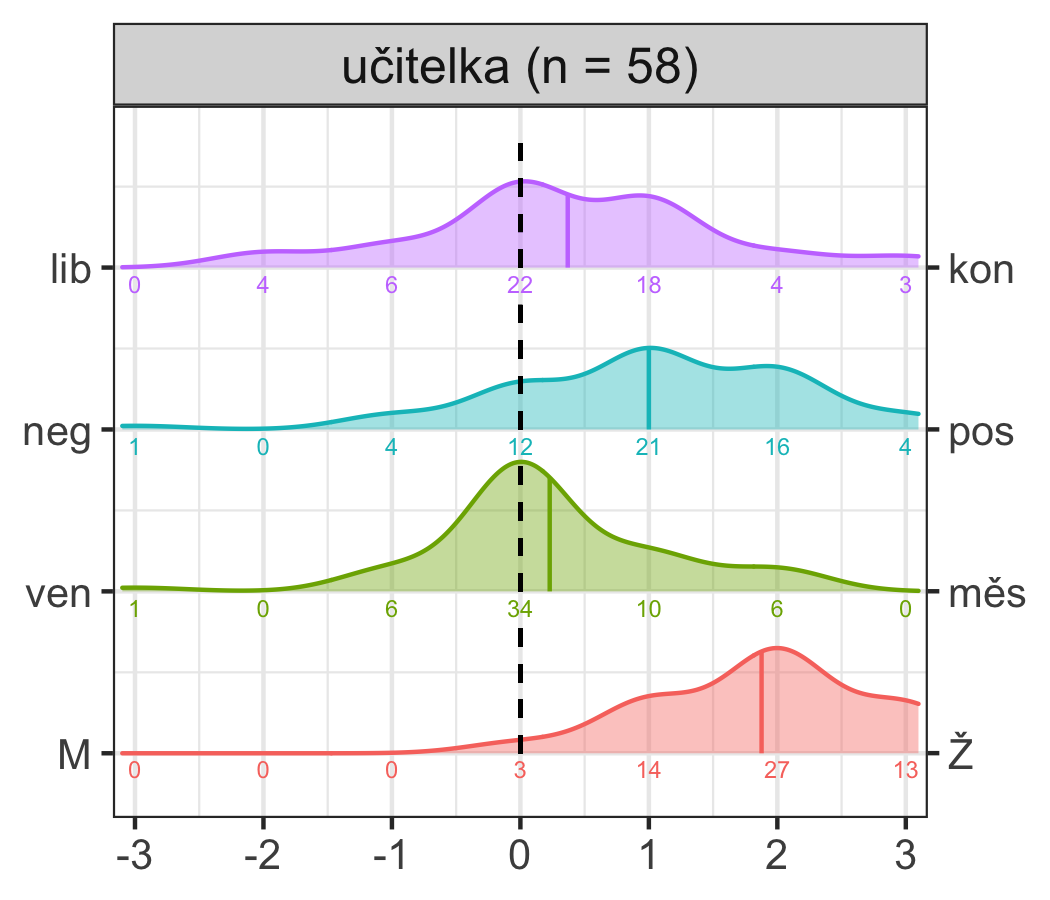 učitelka (n = 58)
lib kon
0 4 6 22 18 4 3
neg pos
1 0 4 12 21 16 4
ven měs
1 0 6 34 10 6 0
M Ž
0 0 0 3 14 27 13
-3 -2 -1 0 1 2 3